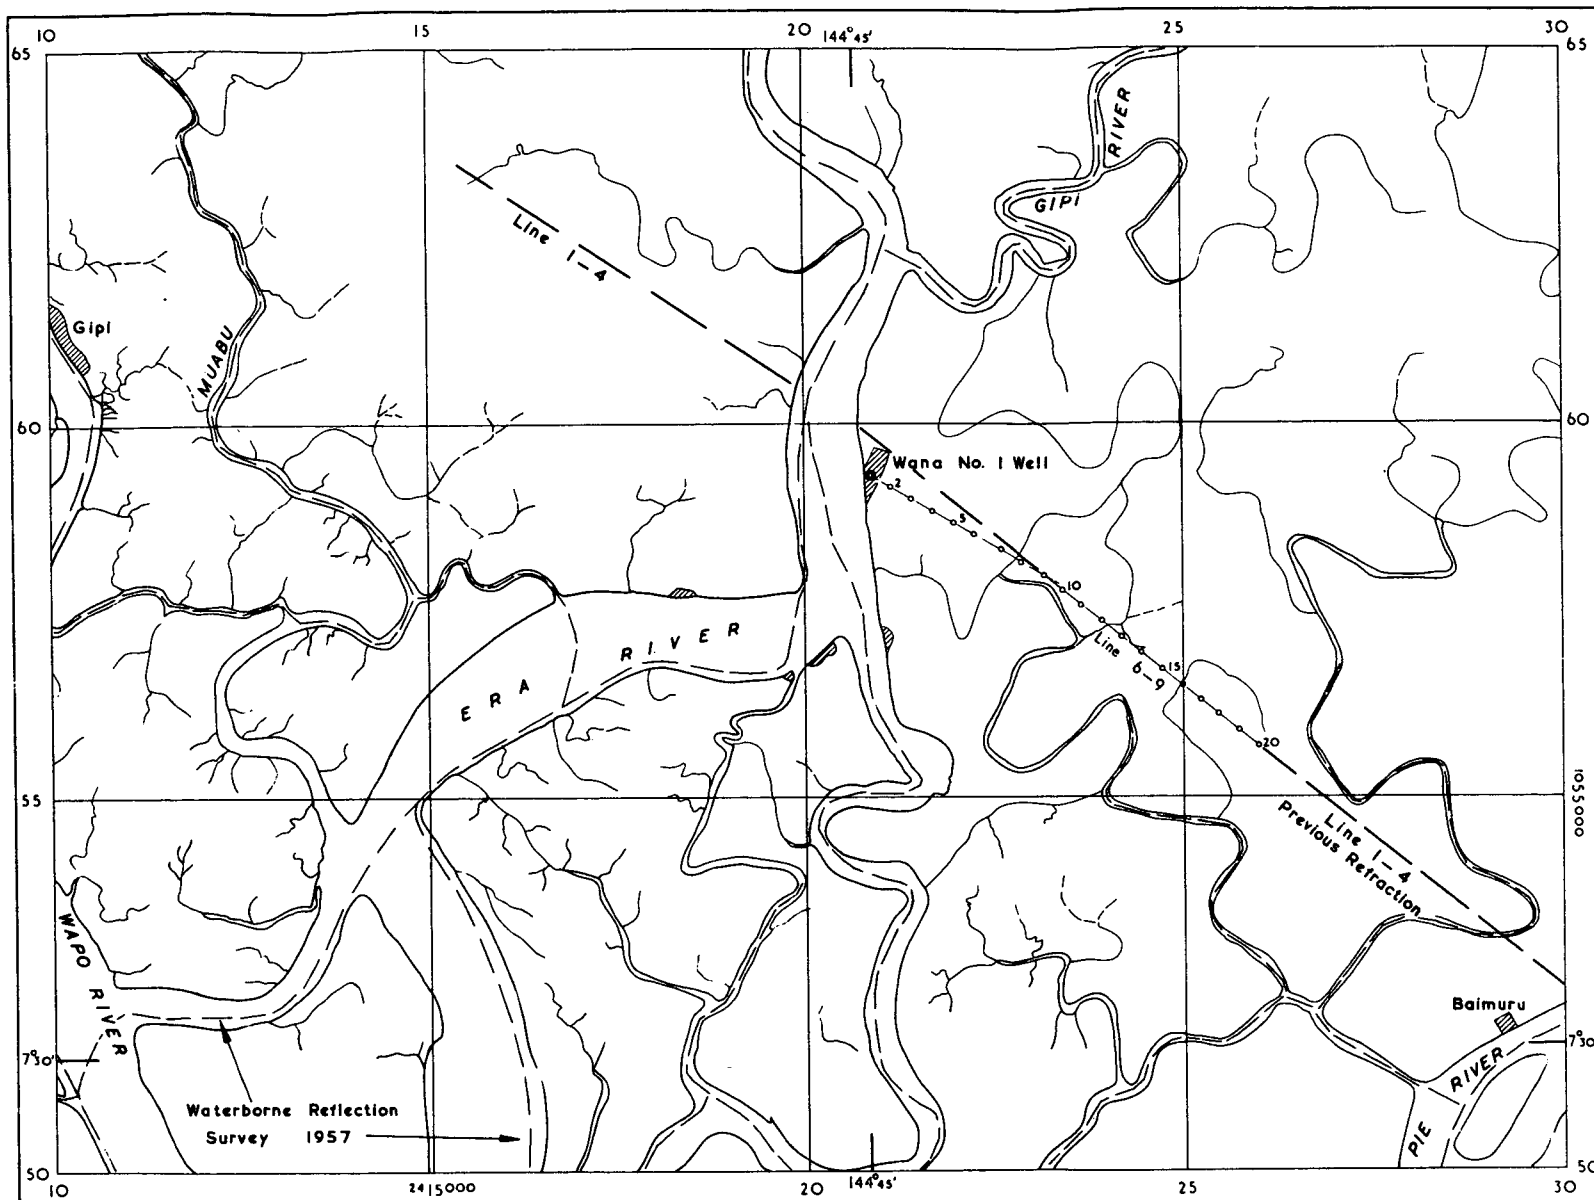 10 15 20 144°45' 25 30
65 65
RIVER
GIPI
Line 1-4
Gipi
MUABU
60 60
Wana No. 1 Well
2
5
10
ERA RIVER
Line 6-9
15
20
55 1055000
Line 1-4
Previous Refraction
WAPO RIVER
Baimuru
7°30' 7°30
PIE RIVER
Waterborne Reflection
Survey 1957
50 50
10 2415000 20 144°45' 25 30